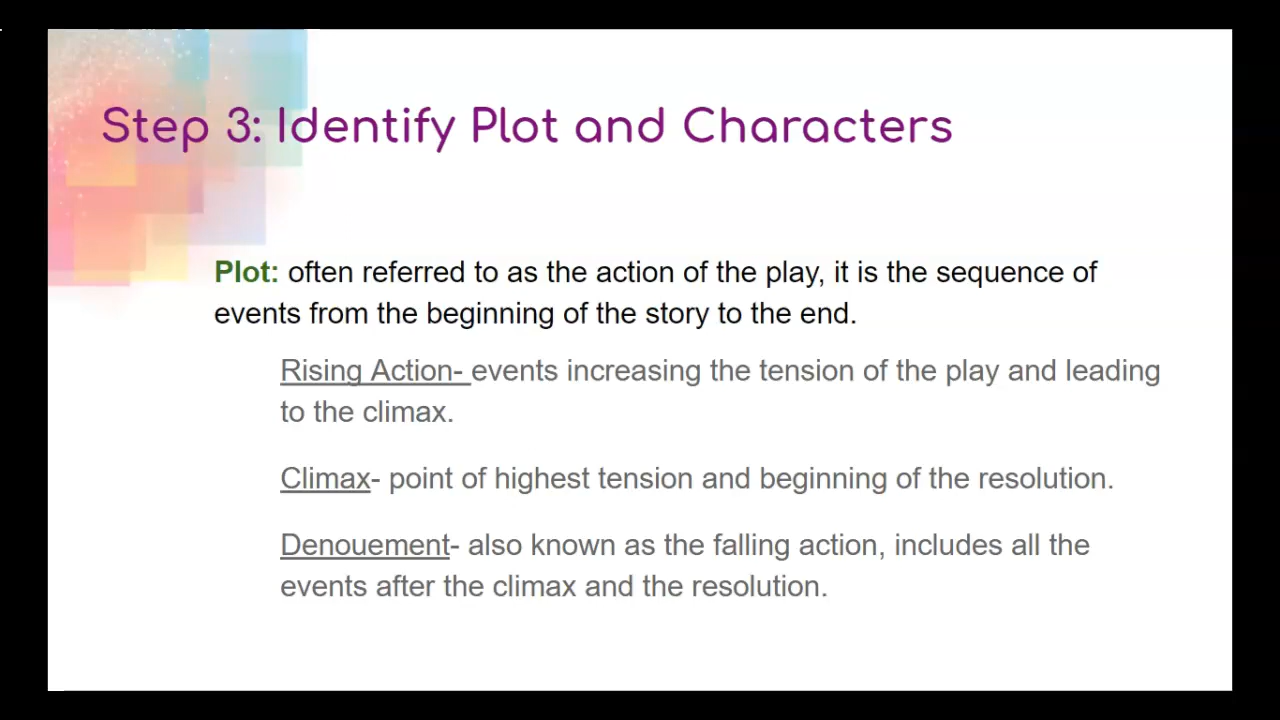 Step 3: Identify Plot and Characters
Plot: often referred to as the action of the play, it is the sequence of
events from the beginning of the story to the end.
Rising Action- events increasing the tension of the play and leading
to the climax.
Climax- point of highest tension and beginning of the resolution.
Denouement- also known as the falling action, includes all the
events after the climax and the resolution.